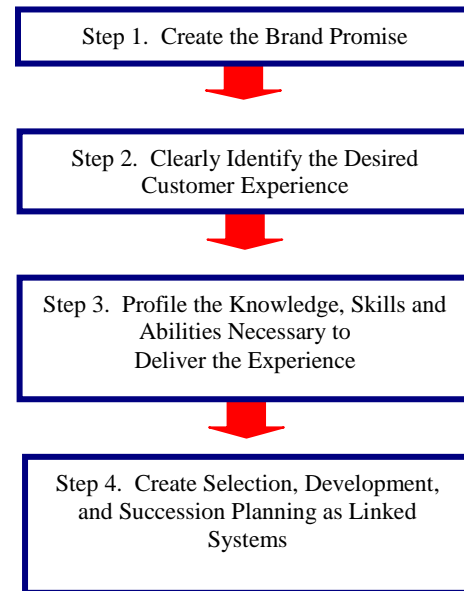 Step 1. Create the Brand Promise
Step 2. Clearly Identify the Desired
Customer Experience
Step 3. Profile the Knowledge, Skills and
Abilities Necessary to
Deliver the Experience
Step 4. Create Selection, Development,
and Succession Planning as Linked
Systems